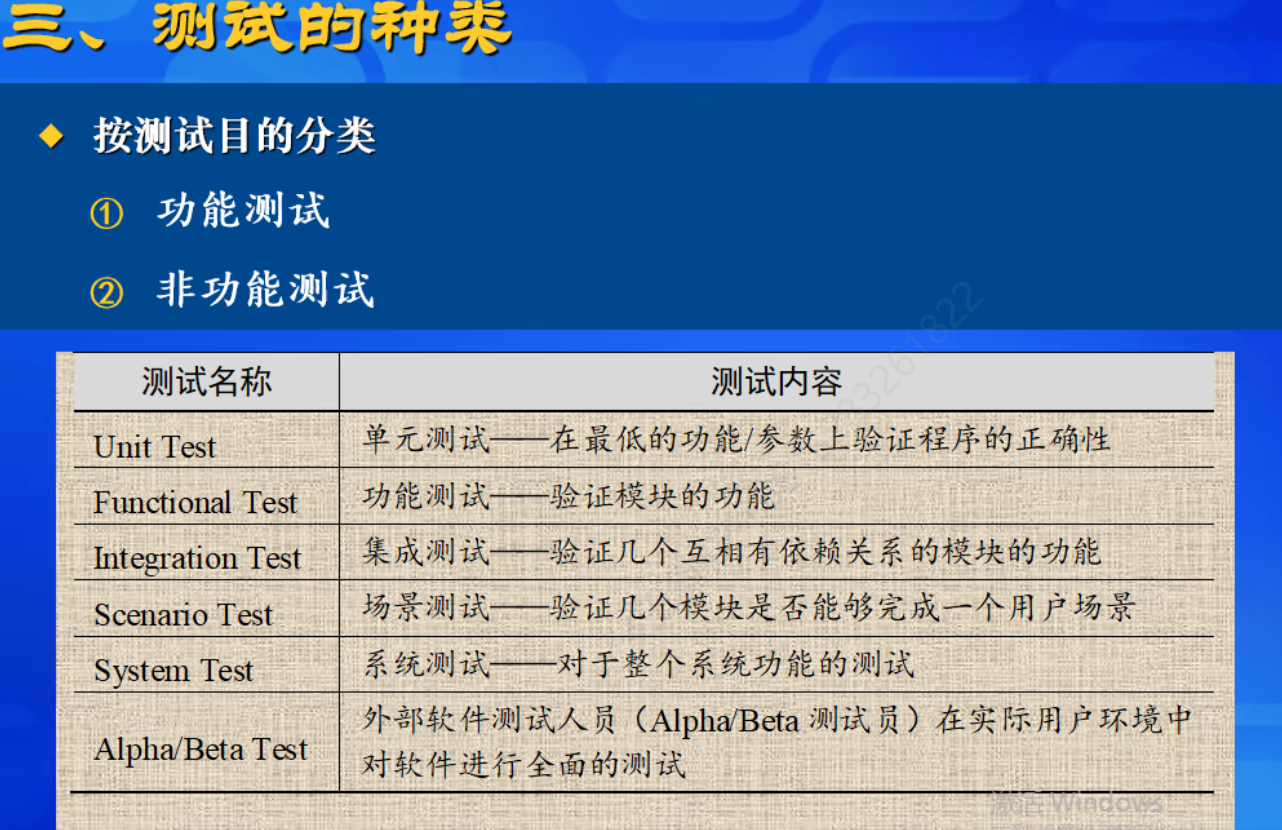 三、测试的种类
按测试目的分类
① 功能测试
② 非功能测试
测试名称 测试内容
Unit Test 单元测试——在最低的功能/参数上验证程序的正确性
Functional Test 功能测试——验证模块的功能
Integration Test 集成测试——验证几个互相有依赖关系的模块的功能
Scenario Test 场景测试——验证几个模块是否能够完成一个用户场景
System Test 系统测试——对于整个系统功能的测试
Alpha/Beta Test 外部软件测试人员（Alpha/Beta 测试员）在实际用户环境中
对软件进行全面的测试
激活 Windows